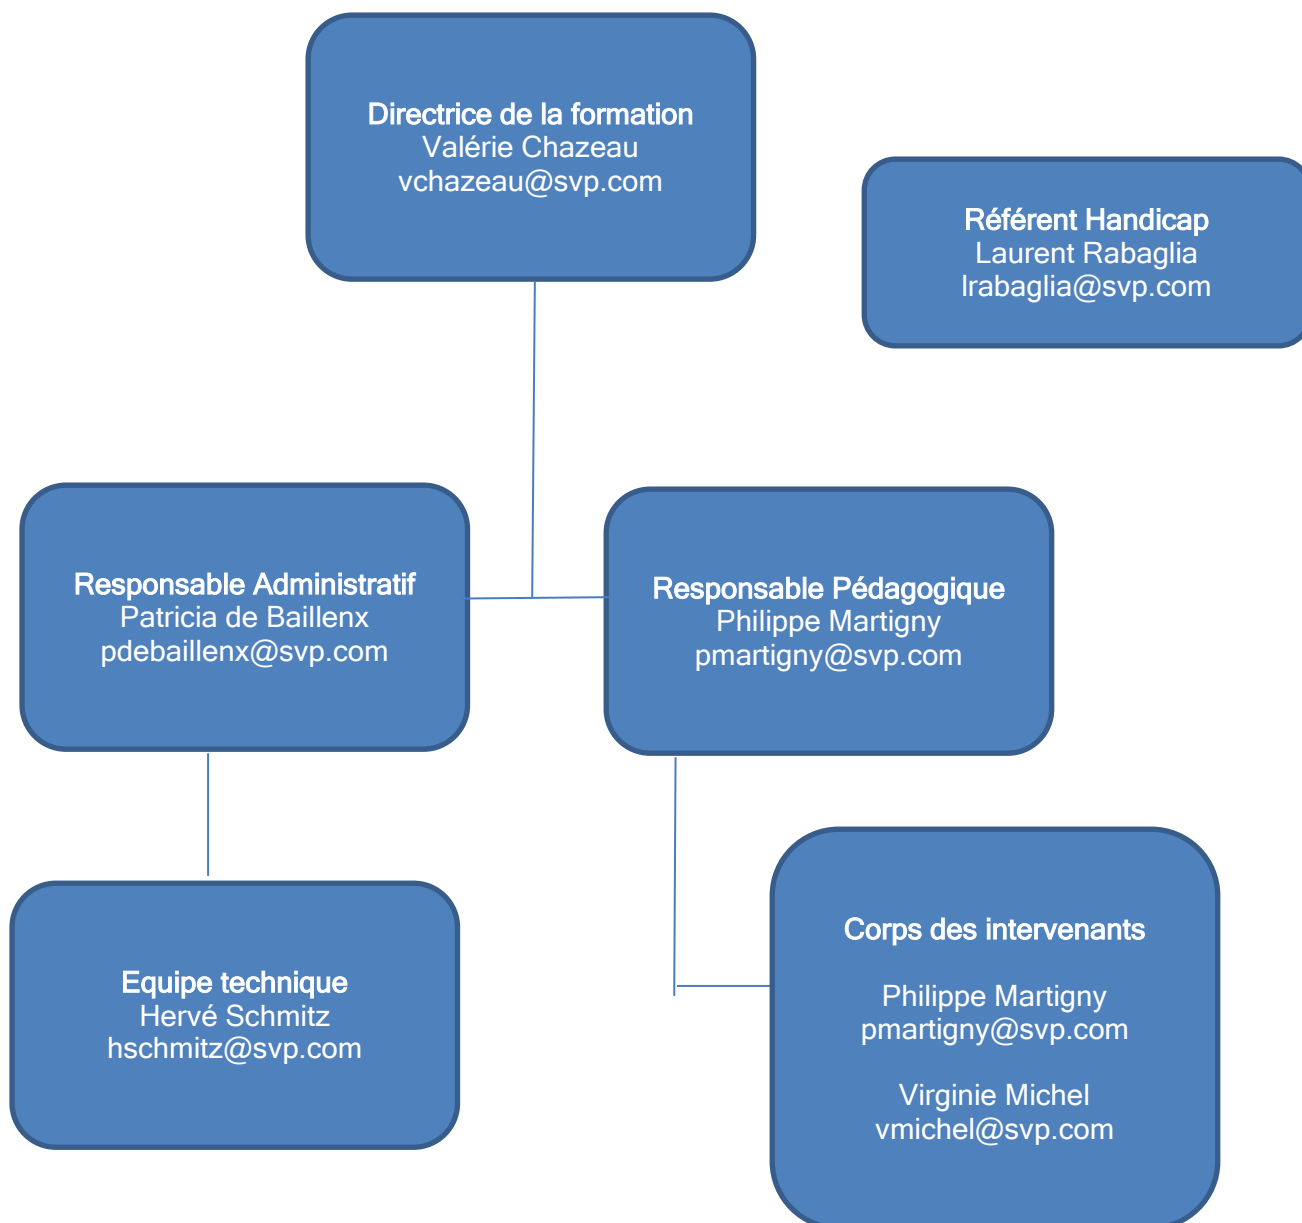 Directrice de la formation
Valérie Chazeau
vchazeau@svp.com
Référent Handicap
Laurent Rabaglia
lrabaglia@svp.com
Responsable Administratif
Patricia de Baillenx
pdebaillenx@svp.com
Responsable Pédagogique
Philippe Martigny
pmartigny@svp.com
Equipe technique
Hervé Schmitz
hschmitz@svp.com
Corps des intervenants
Philippe Martigny
pmartigny@svp.com
Virginie Michel
vmichel@svp.com